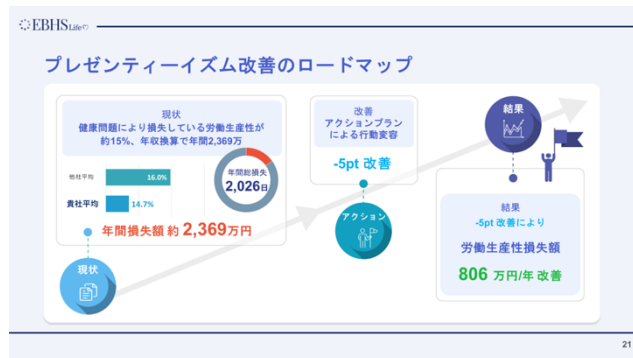 EBHS Lifeの
プレゼンティーイズム改善のロードマップ
現状
健康問題により損失している労働生産性が
約15%、年収換算で年間2,369万
他社平均 16.0%
貴社平均 14.7%
年間総損失
2,026日
年間損失額 約 2,369万円
現状
改善
アクションプラン
による行動変容
-5pt 改善
アクション
結果
結果
-5pt 改善により
労働生産性損失額
806 万円/年 改善
21